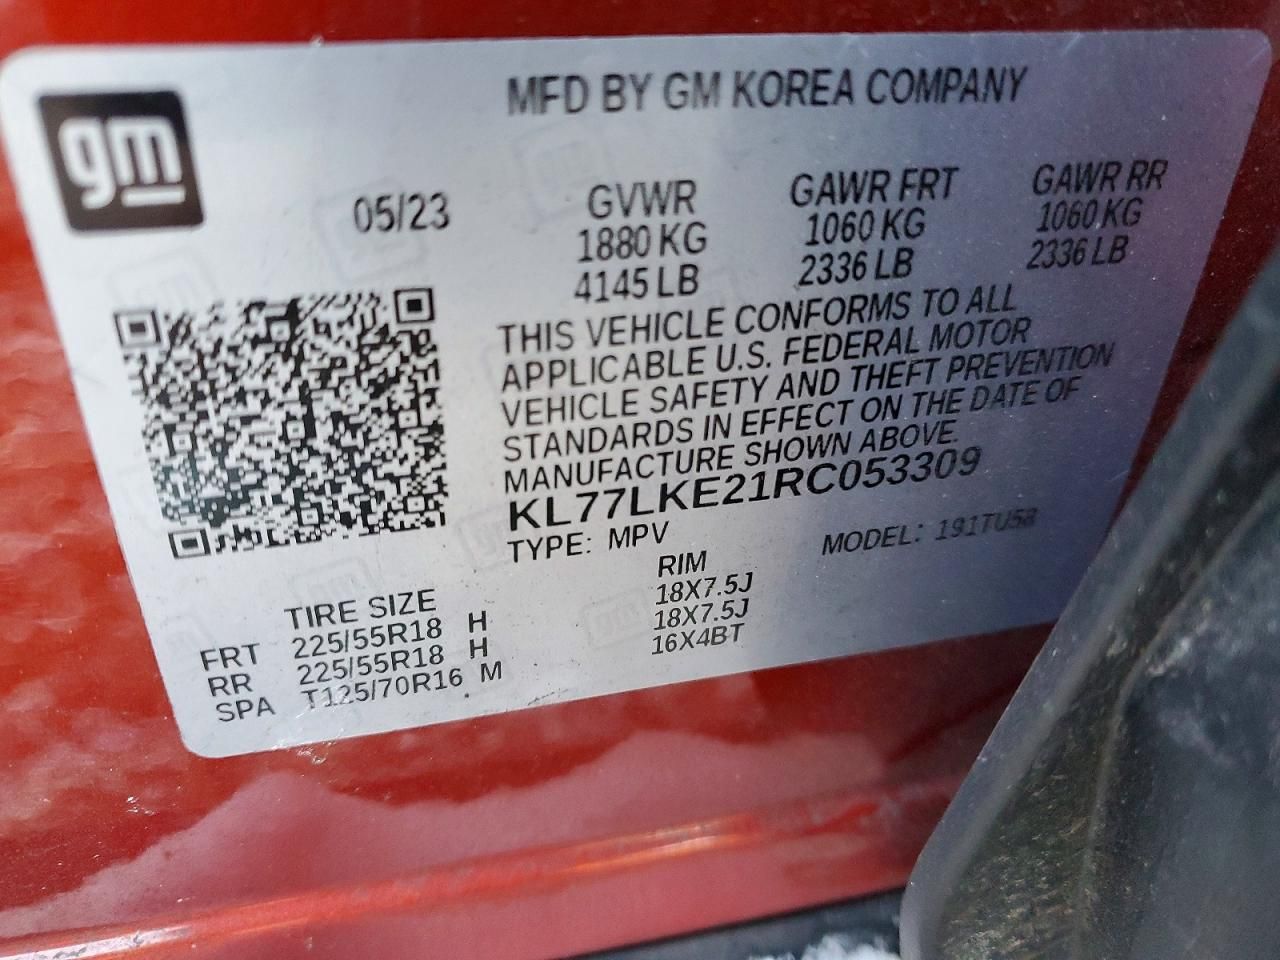 gm
MFD BY GM KOREA COMPANY
05/23 GVWR GAWR FRT GAWR RR
1880 KG 1060 KG 1060 KG
4145 LB 2336 LB 2336 LB
THIS VEHICLE CONFORMS TO ALL
APPLICABLE U.S. FEDERAL MOTOR
VEHICLE SAFETY AND THEFT PREVENTION
STANDARDS IN EFFECT ON THE DATE OF
MANUFACTURE SHOWN ABOVE.
KL77LKE21RC053309
TYPE: MPV MODEL: 191TU58
TIRE SIZE RIM
FRT 225/55R18 H 18X7.5J
RR 225/55R18 H 18X7.5J
SPA T125/70R16 M 16X4BT